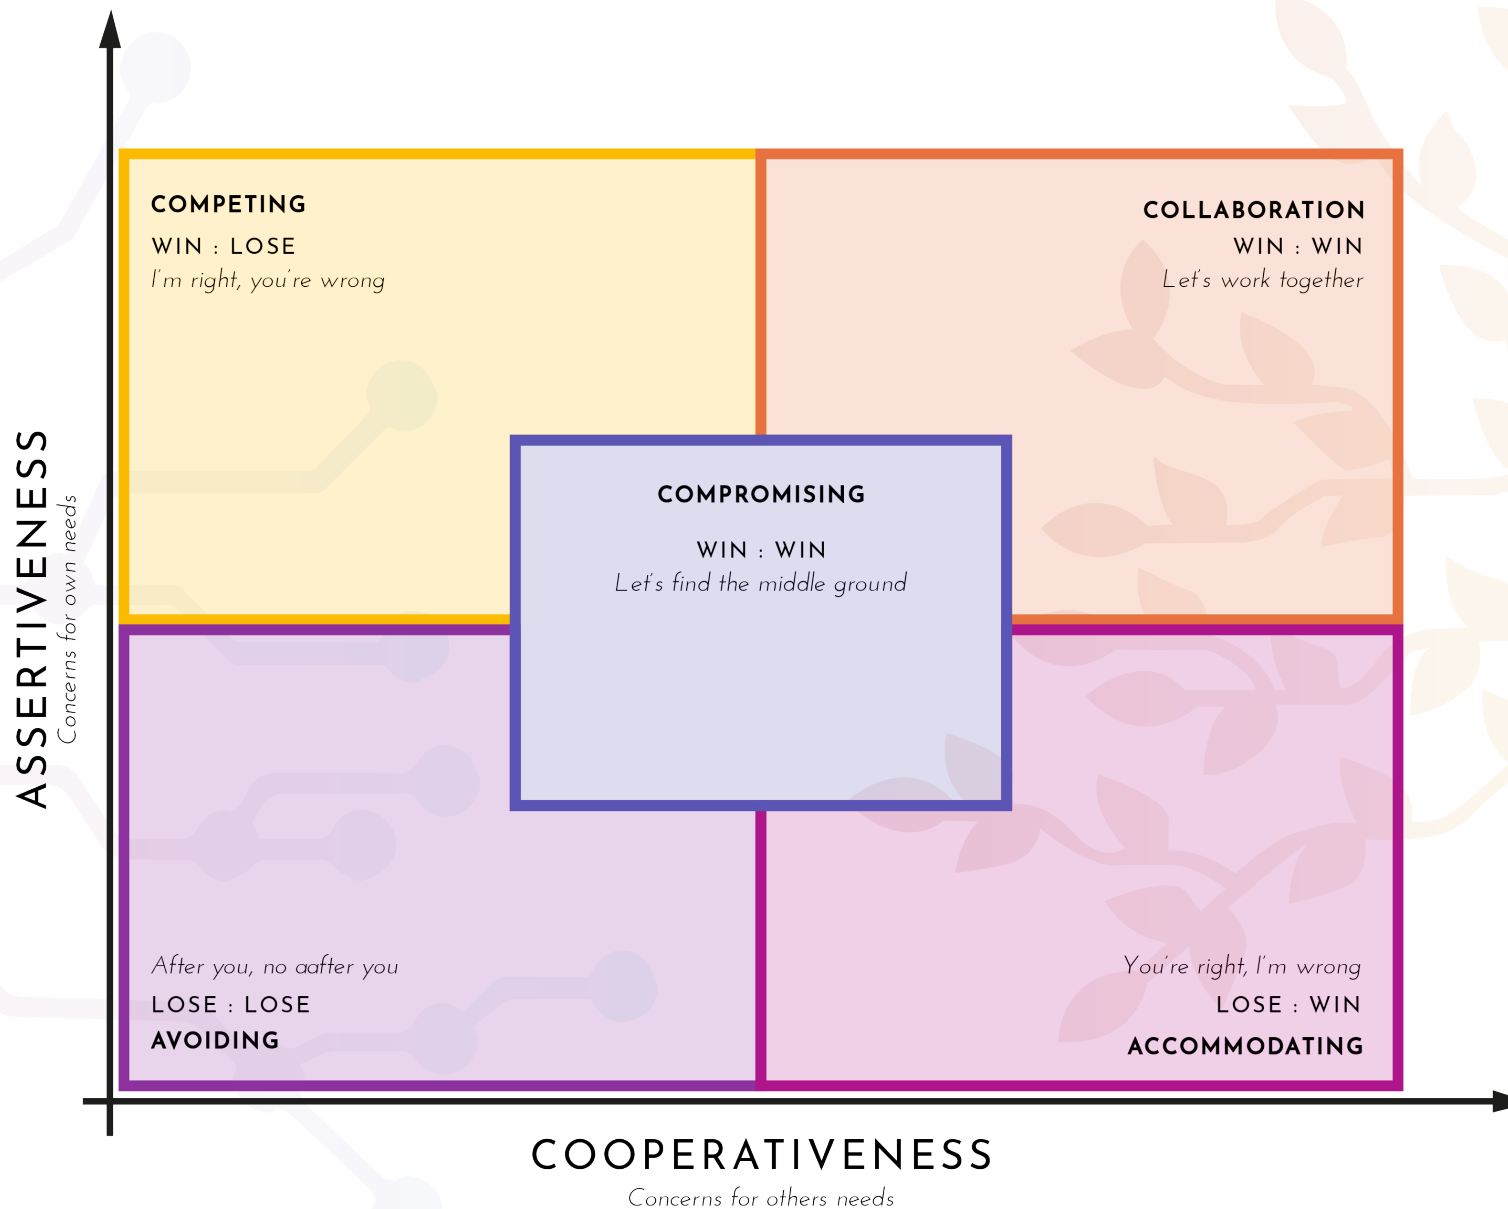 COMPETING
WIN : LOSE
I'm right, you're wrong
COLLABORATION
WIN : WIN
Let's work together
COMPROMISING
WIN : WIN
Let's find the middle ground
After you, no aafter you
LOSE : LOSE
AVOIDING
You're right, I'm wrong
LOSE : WIN
ACCOMMODATING
ASSERTIVENESS
Concerns for own needs
COOPERATIVENESS
Concerns for others needs